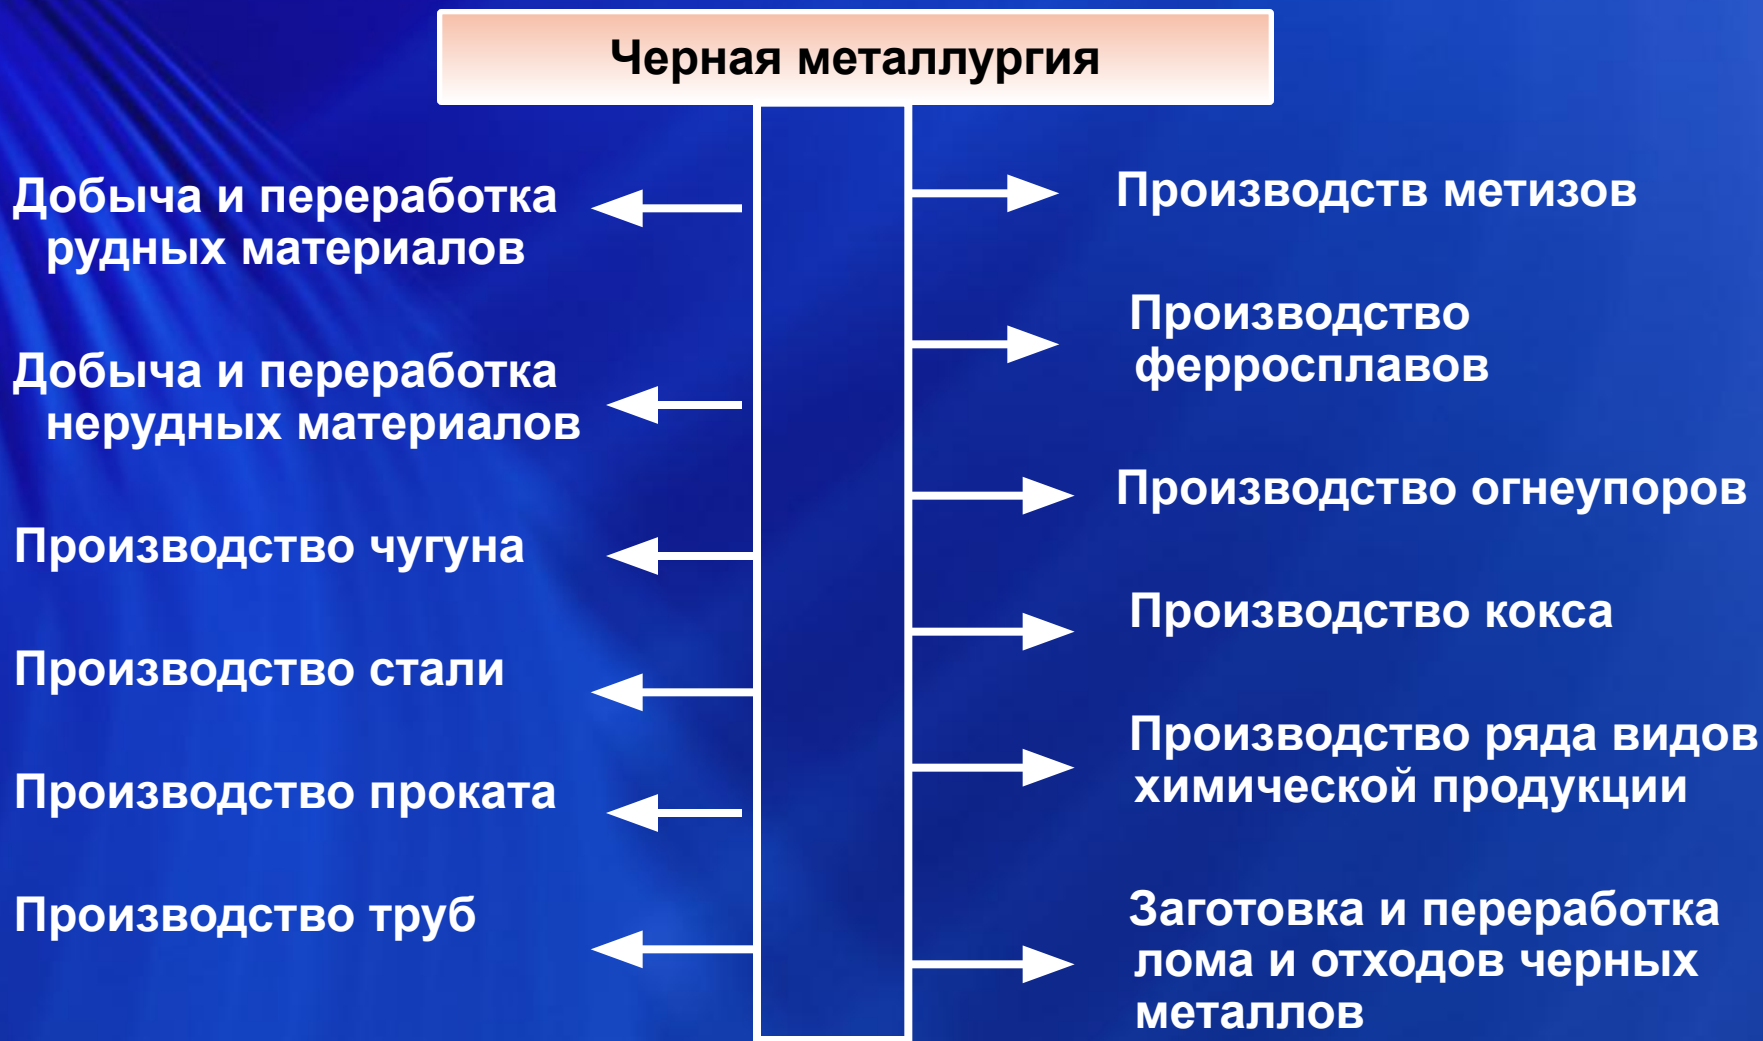 Черная металлургия
Добыча и переработка
рудных материалов
Добыча и переработка
нерудных материалов
Производство чугуна
Производство стали
Производство проката
Производство труб
Производств метизов
Производство
ферросплавов
Производство огнеупоров
Производство кокса
Производство ряда видов
химической продукции
Заготовка и переработка
лома и отходов черных
металлов